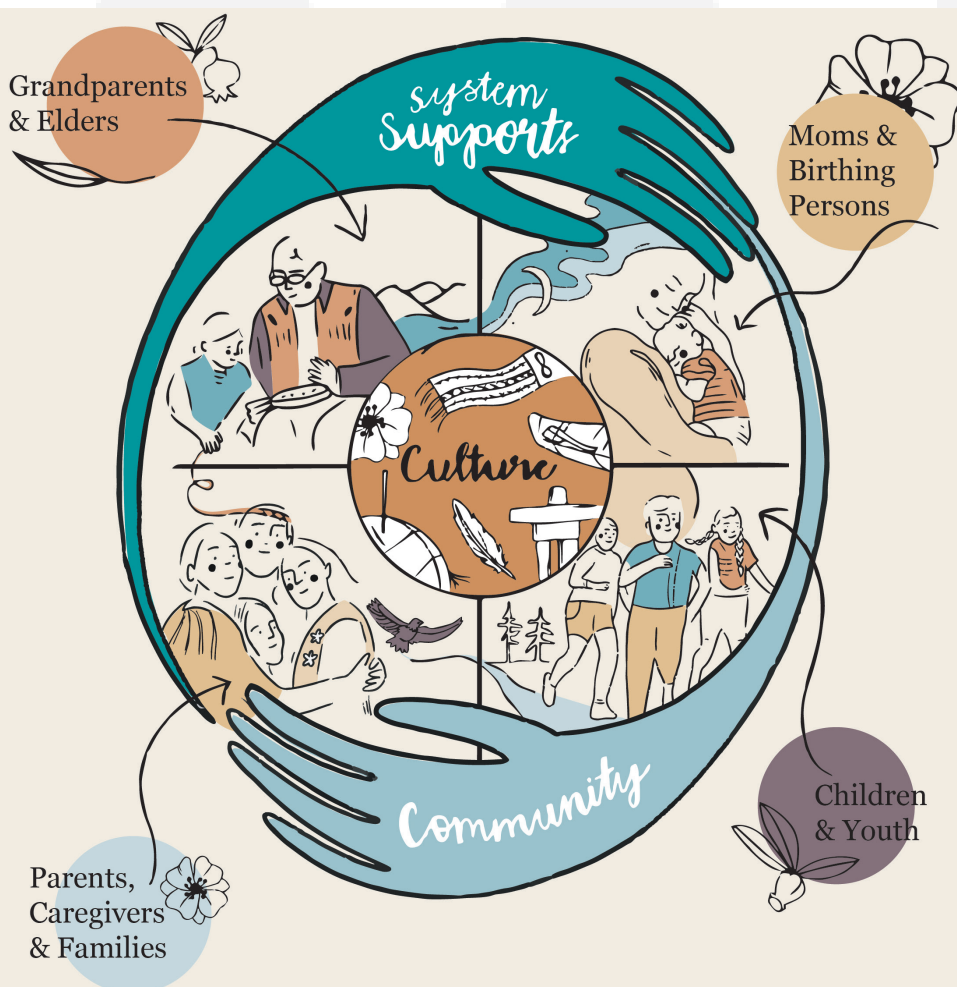 Grandparents
& Elders
system
Supports
Moms &
Birthing
Persons
Culture
Community
Children
& Youth
Parents,
Caregivers
& Families